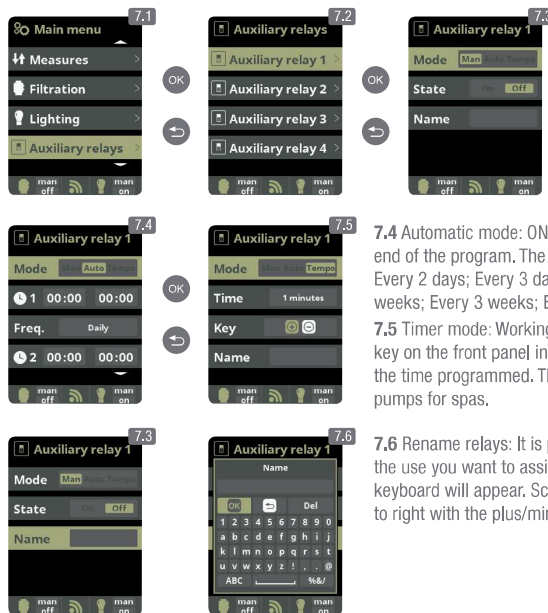 7.1
Main menu
Measures
Filtration
Lighting
Auxiliary relays
man off man on
OK
7.2
Auxiliary relays
Auxiliary relay 1
Auxiliary relay 2
Auxiliary relay 3
Auxiliary relay 4
man off man on
OK
7.3
Auxiliary relay 1
Mode Man Auto Tempo
State On Off
Name
man off man on
7.4
Auxiliary relay 1
Mode Man Auto Tempo
1 00:00 00:00
Freq. Daily
2 00:00 00:00
man off man on
OK
7.5
Auxiliary relay 1
Mode Man Auto Tempo
Time 1 minutes
Key
Name
man off man on
7.4 Automatic mode: ON
end of the program. The
Every 2 days; Every 3 da
weeks; Every 3 weeks; E
7.5 Timer mode: Working
key on the front panel in
the time programmed. Th
pumps for spas.
7.3
Auxiliary relay 1
Mode Man Auto Tempo
State On Off
Name
man off man on
7.6
Auxiliary relay 1
Name
OK Del
1 2 3 4 5 6 7 8 9 0
a b c d e f g h i j
k l m n o p q r s t
u v w x y z ! , . @
ABC %&/
man off man on
7.6 Rename relays: It is p
the use you want to assi
keyboard will appear. Sc
to right with the plus/min